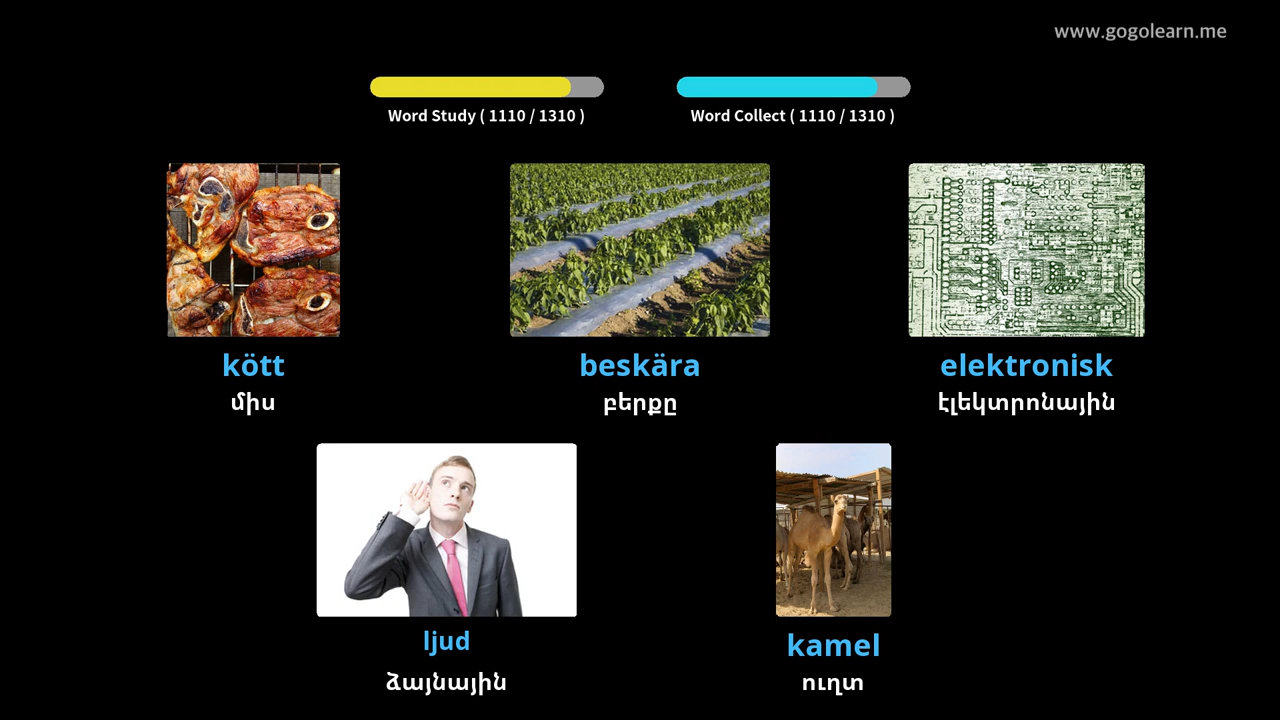 www.gogolearn.me
Word Study ( 1110 / 1310 )
Word Collect ( 1110 / 1310 )
kött
միս
beskära
բերքը
elektronisk
էլեկտրոնային
ljud
ձայնային
kamel
ուղտ